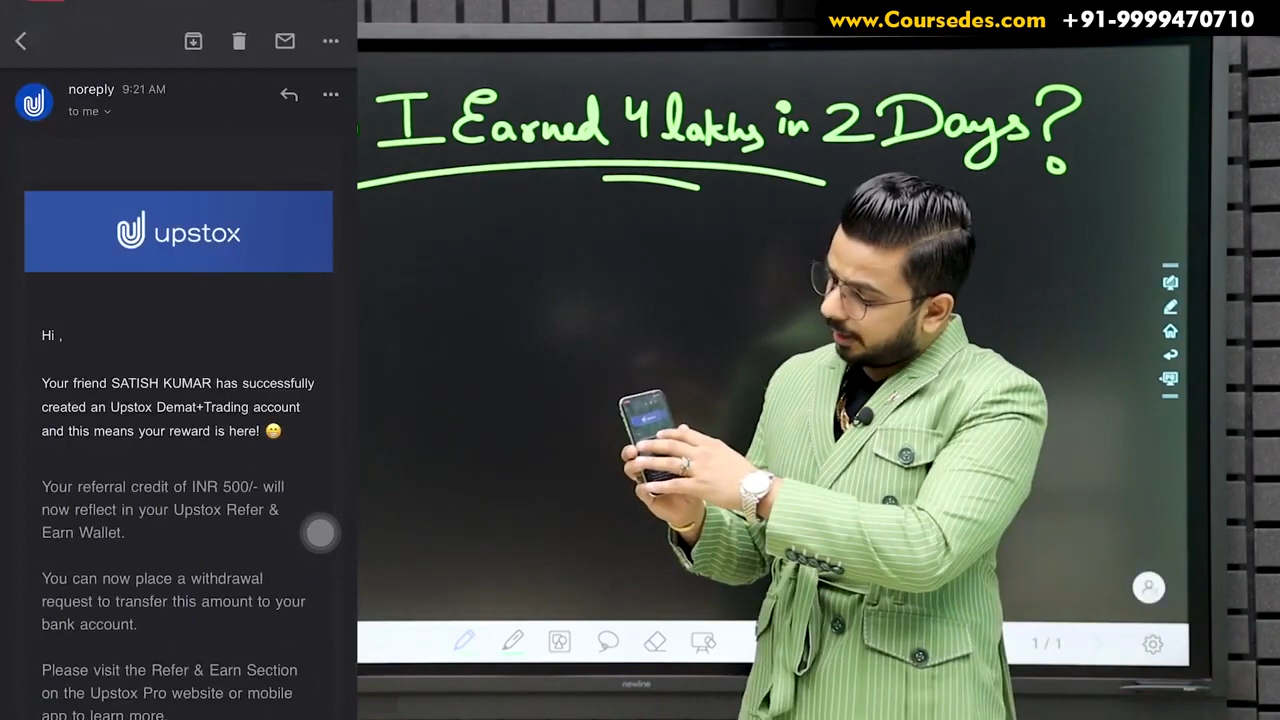 www.Coursedes.com +91-9999470710
noreply 9:21 AM
to me
upstox
Hi ,
Your friend SATISH KUMAR has successfully
created an Upstox Demat+Trading account
and this means your reward is here! 😁
Your referral credit of INR 500/- will
now reflect in your Upstox Refer &
Earn Wallet.
You can now place a withdrawal
request to transfer this amount to your
bank account.
Please visit the Refer & Earn Section
on the Upstox Pro website or mobile
app to learn more.
I Earned 4 lakhs in 2 Days?
1 / 1
newline